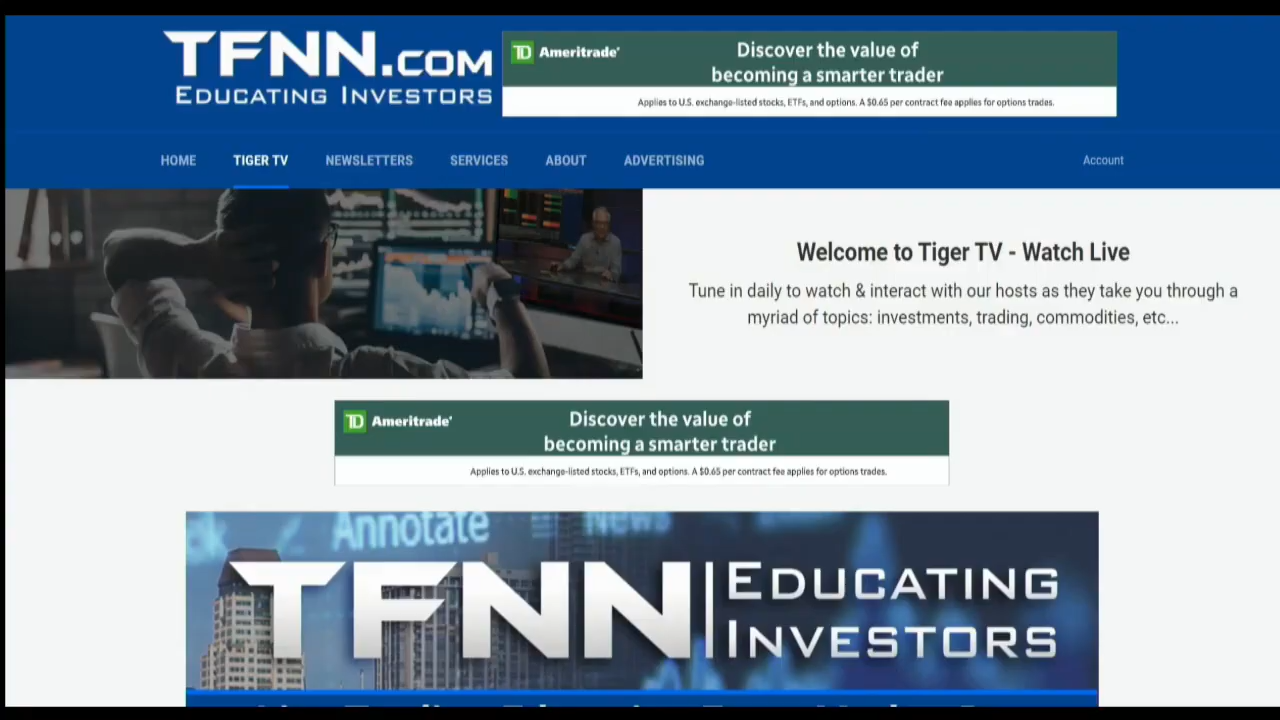 TFNN.COM
EDUCATING INVESTORS
TD Ameritrade
Discover the value of
becoming a smarter trader
Applies to U.S. exchange-listed stocks, ETFs, and options. A $0.65 per contract fee applies for options trades.
HOME TIGER TV NEWSLETTERS SERVICES ABOUT ADVERTISING Account
Welcome to Tiger TV - Watch Live
Tune in daily to watch & interact with our hosts as they take you through a
myriad of topics: investments, trading, commodities, etc...
TD Ameritrade
Discover the value of
becoming a smarter trader
Applies to U.S. exchange-listed stocks, ETFs, and options. A $0.65 per contract fee applies for options trades.
Annotate News
TFNN EDUCATING
INVESTORS